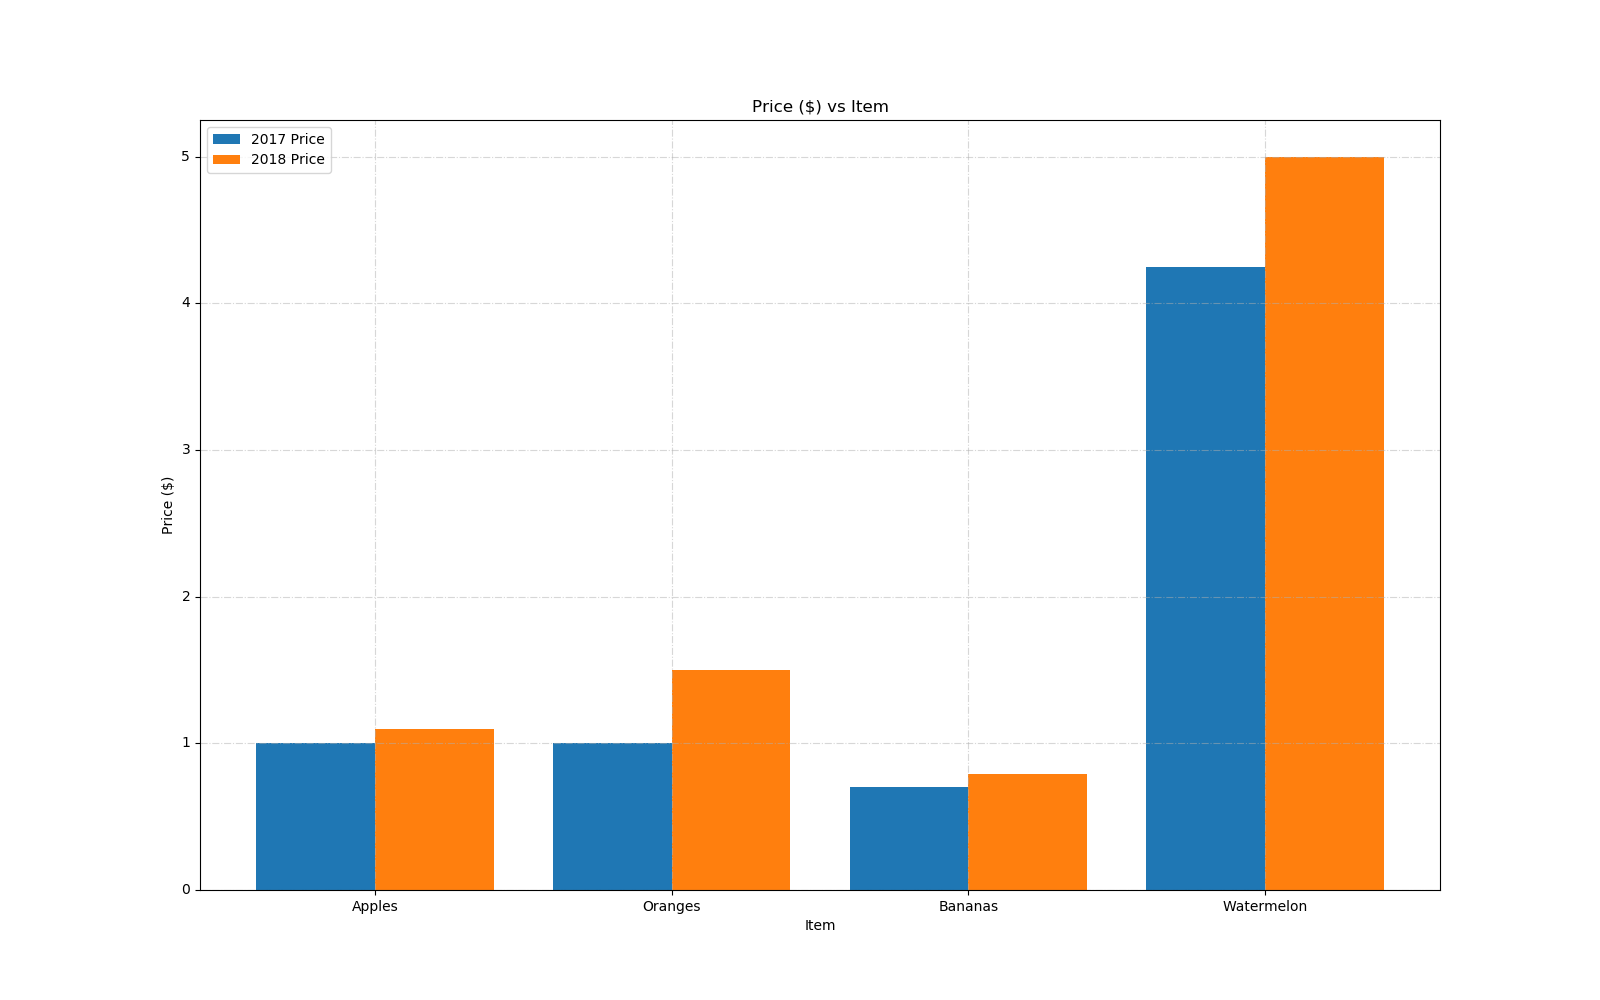 Price ($) vs Item
2017 Price
2018 Price
Price ($)
5
4
3
2
1
0
Apples Oranges Bananas Watermelon
Item